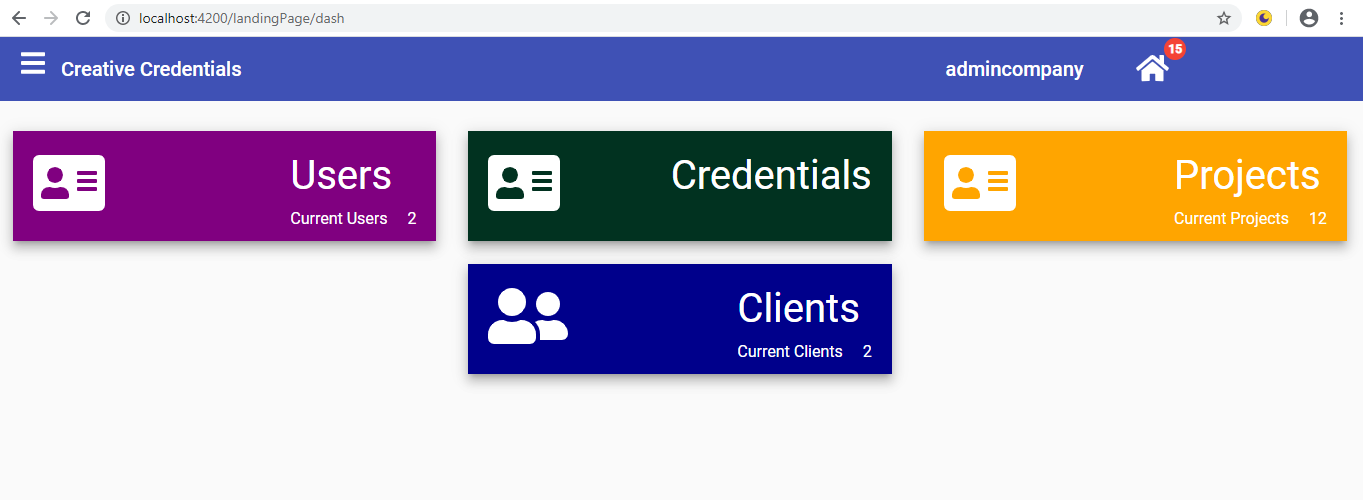 localhost:4200/landingPage/dash
Creative Credentials
admincompany
15
Users
Current Users 2
Credentials
Projects
Current Projects 12
Clients
Current Clients 2